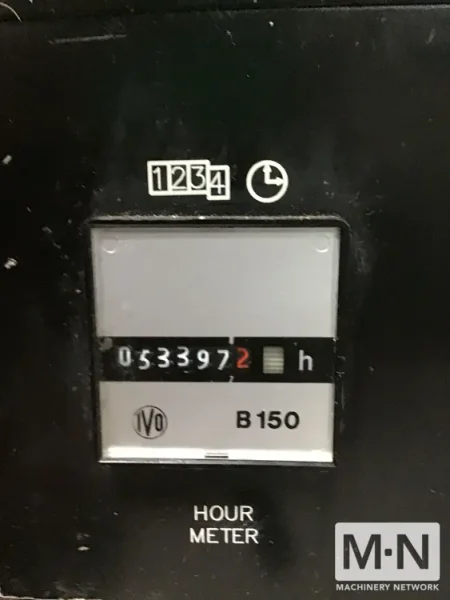 1234
0533972 h
IVO B150
HOUR
METER
M·N
MACHINERY NETWORK